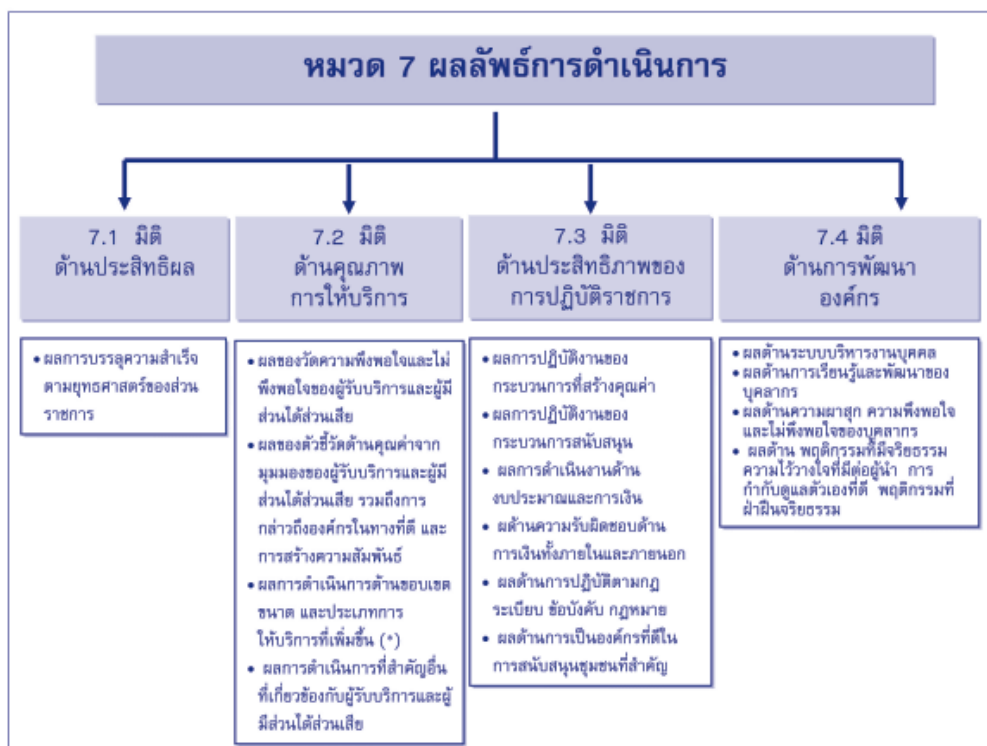 หมวด 7 ผลลัพธ์การดำเนินการ
7.1 มิติ
ด้านประสิทธิผล
7.2 มิติ
ด้านคุณภาพ
การให้บริการ
7.3 มิติ
ด้านประสิทธิภาพของ
การปฏิบัติราชการ
7.4 มิติ
ด้านการพัฒนา
องค์กร
• ผลการบรรลุความสำเร็จ
ตามยุทธศาสตร์ของส่วน
ราชการ
• ผลของวัดความพึงพอใจและไม่
พึงพอใจของผู้รับบริการและผู้มี
ส่วนได้ส่วนเสีย
• ผลของตัวชี้วัดด้านคุณค่าจาก
มุมมองของผู้รับบริการและผู้มี
ส่วนได้ส่วนเสีย รวมถึงการ
กล่าวถึงองค์กรในทางที่ดี และ
การสร้างความสัมพันธ์
• ผลการดำเนินการด้านขอบเขต
ขนาด และประเภทการ
ให้บริการที่เพิ่มขึ้น (*)
• ผลการดำเนินการที่สำคัญอื่น
ที่เกี่ยวข้องกับผู้รับบริการและผู้
มีส่วนได้ส่วนเสีย
• ผลการปฏิบัติงานของ
กระบวนการที่สร้างคุณค่า
• ผลการปฏิบัติงานของ
กระบวนการสนับสนุน
• ผลการดำเนินงานด้าน
งบประมาณและการเงิน
• ผด้านความรับผิดชอบด้าน
การเงินทั้งภายในและภายนอก
• ผลด้านการปฏิบัติตามกฎ
ระเบียบ ข้อบังคับ กฎหมาย
• ผลด้านการเป็นองค์กรที่ดีใน
การสนับสนุนชุมชนที่สำคัญ
• ผลด้านระบบบริหารงานบุคคล
• ผลด้านการเรียนรู้และพัฒนาของ
บุคลากร
• ผลด้านความผาสุก ความพึงพอใจ
และไม่พึงพอใจของบุคลากร
• ผลด้าน พฤติกรรมที่มีจริยธรรม
ความไว้วางใจที่มีต่อผู้นำ การ
กำกับดูแลตัวเองที่ดี พฤติกรรมที่
ฝ่าฝืนจริยธรรม